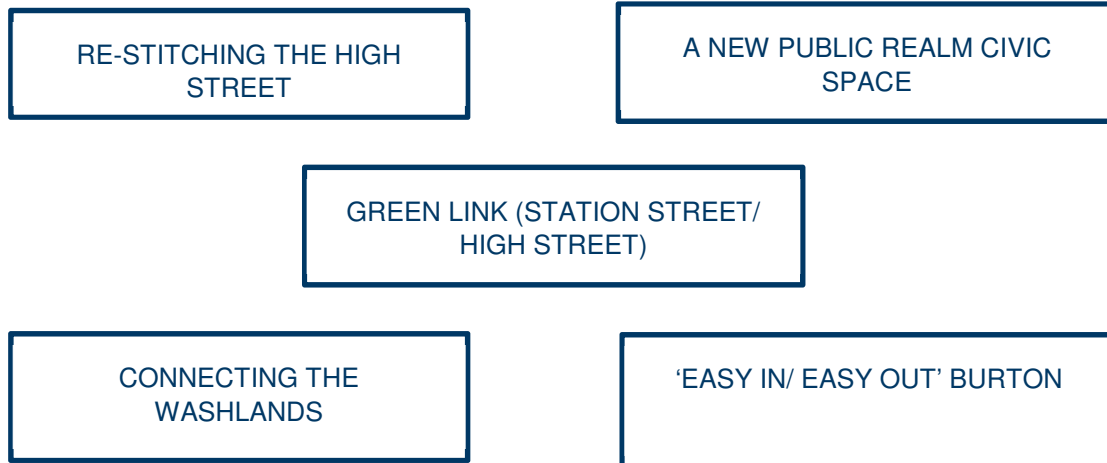 RE-STITCHING THE HIGH
STREET
A NEW PUBLIC REALM CIVIC
SPACE
GREEN LINK (STATION STREET/
HIGH STREET)
CONNECTING THE
WASHLANDS
‘EASY IN/ EASY OUT’ BURTON